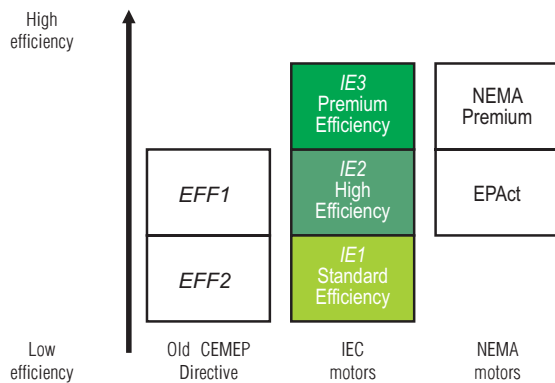 High
efficiency
IE3
Premium
Efficiency
NEMA
Premium
EFF1
IE2
High
Efficiency
EPAct
EFF2
IE1
Standard
Efficiency
Low
efficiency
Old CEMEP
Directive
IEC
motors
NEMA
motors